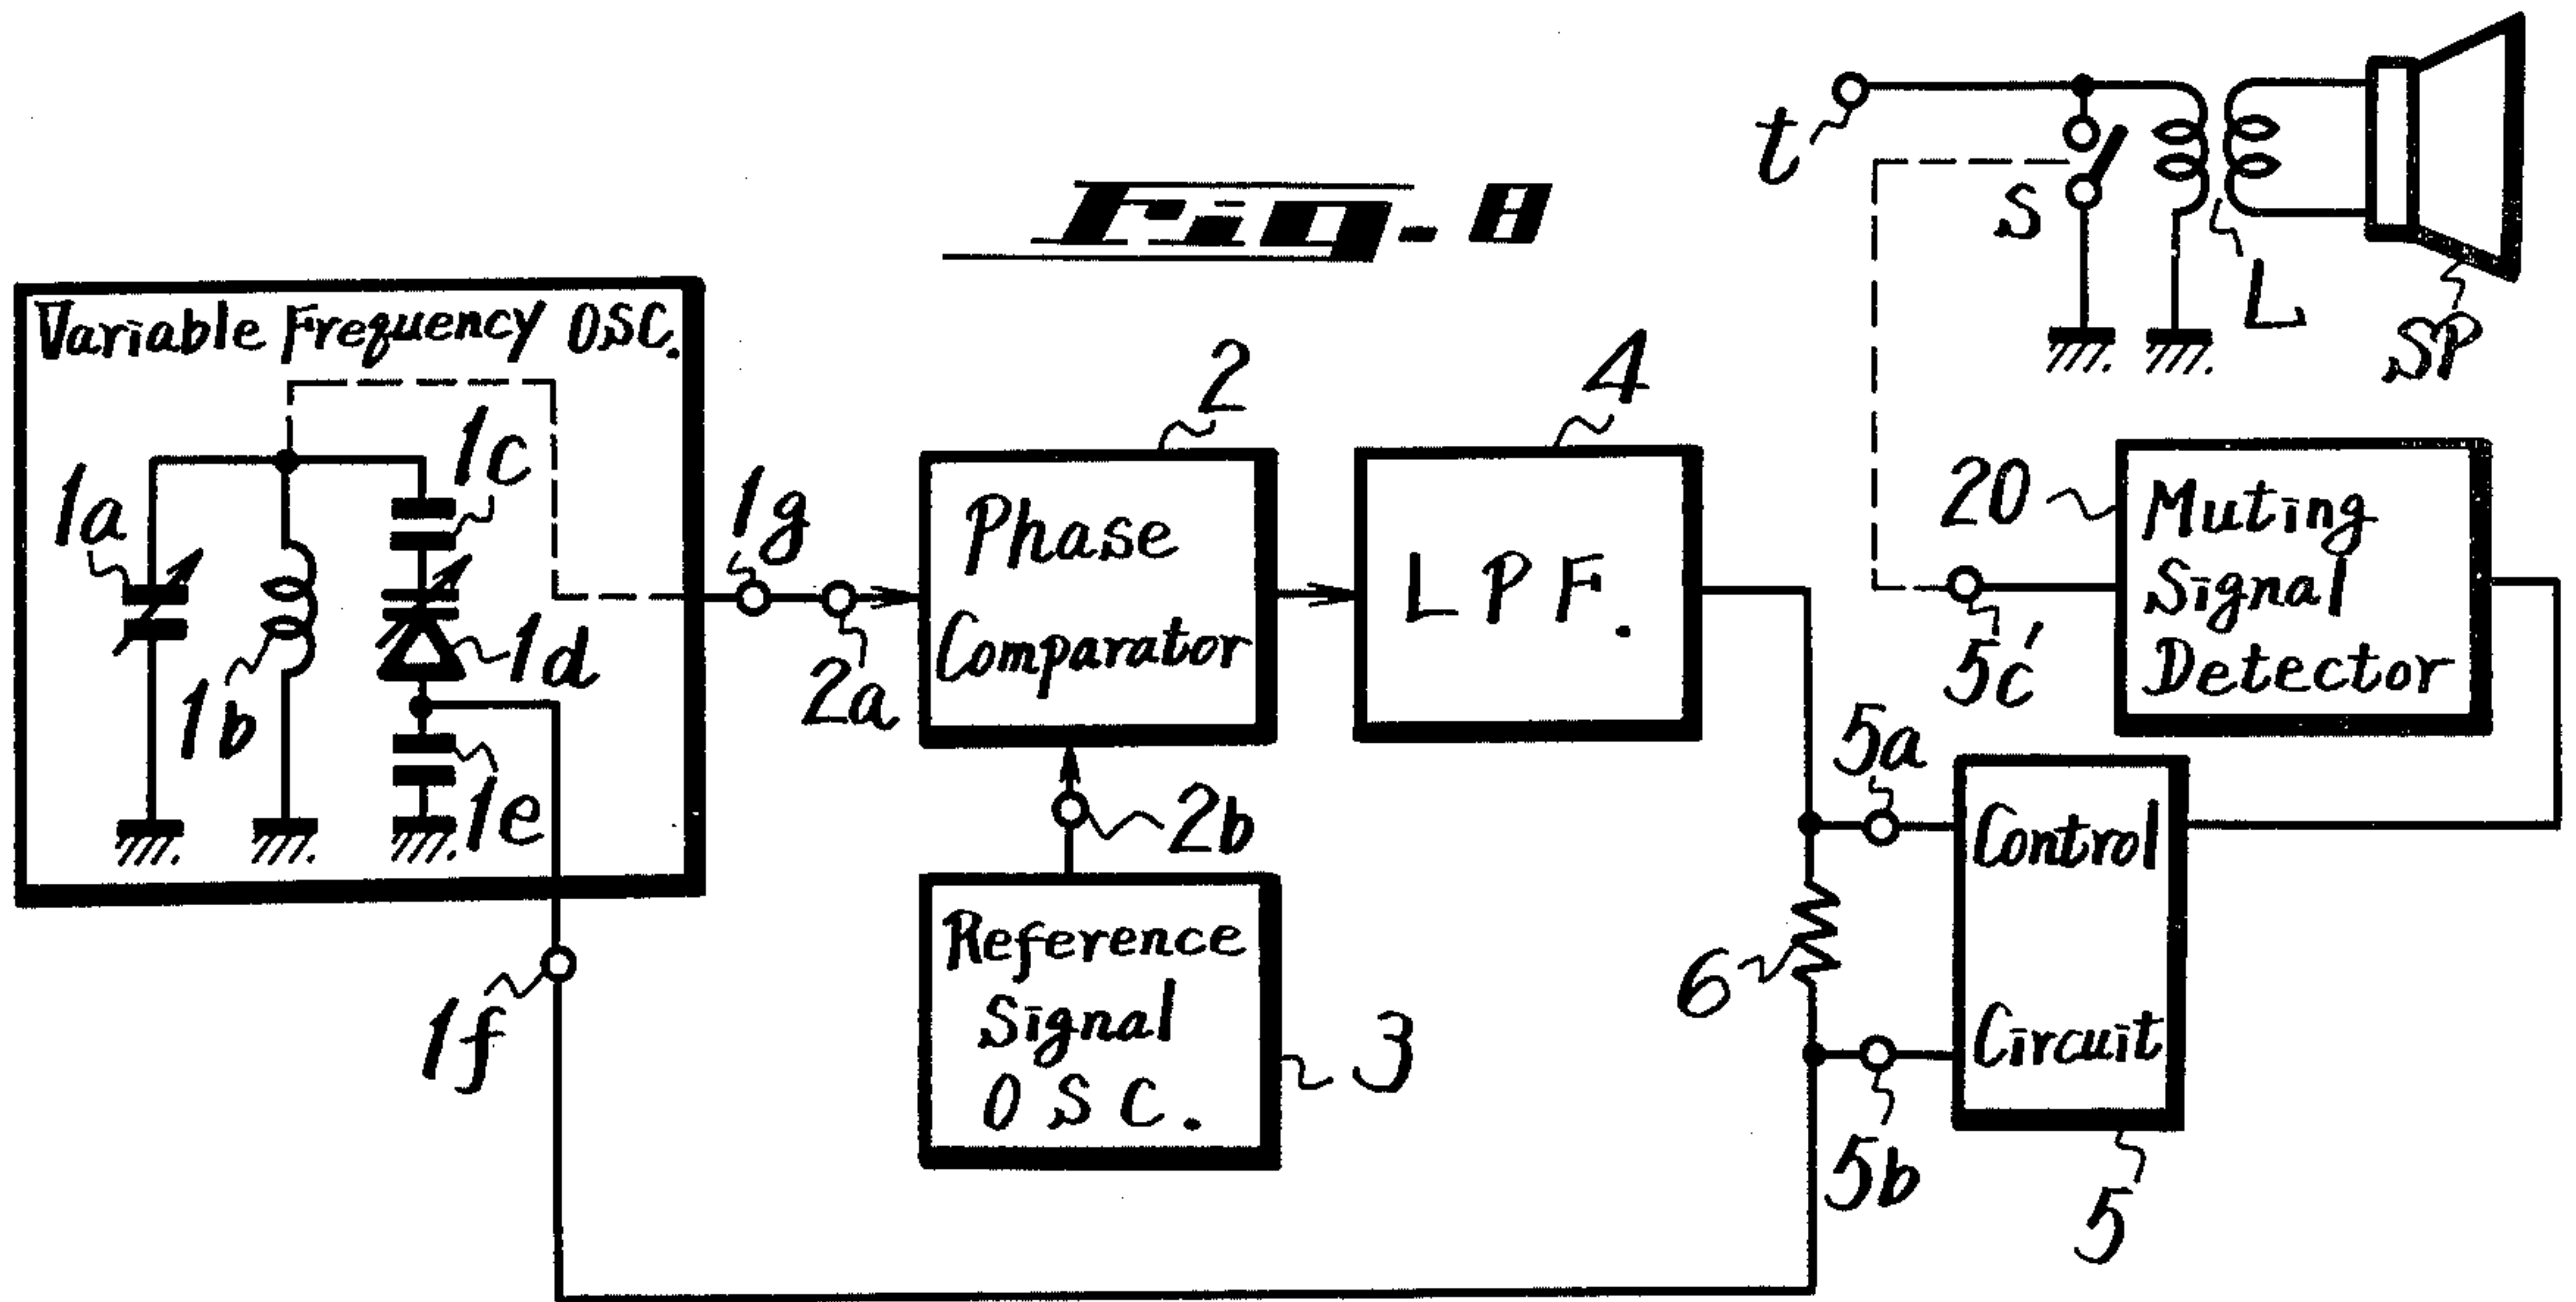 Fig. 8
t
S
L
SP
Variable Frequency OSC.
1a
1b
1c
1d
1e
1f
1g
2a
2
Phase
Comparator
2b
Reference
Signal
OSC.
3
4
LPF.
20
Muting
Signal
Detector
5c'
5a
Control
Circuit
5b
5
6